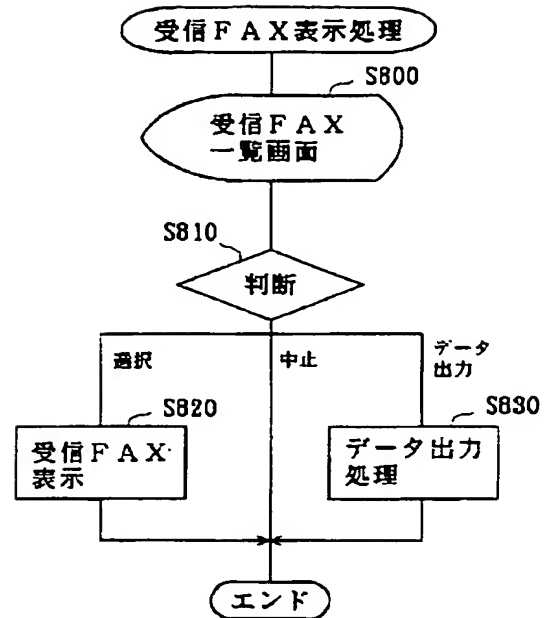 受信FAX表示処理
S800
受信FAX
一覧画面
S810
判断
選択
中止
データ
出力
S820
受信FAX
表示
S830
データ出力
処理
エンド